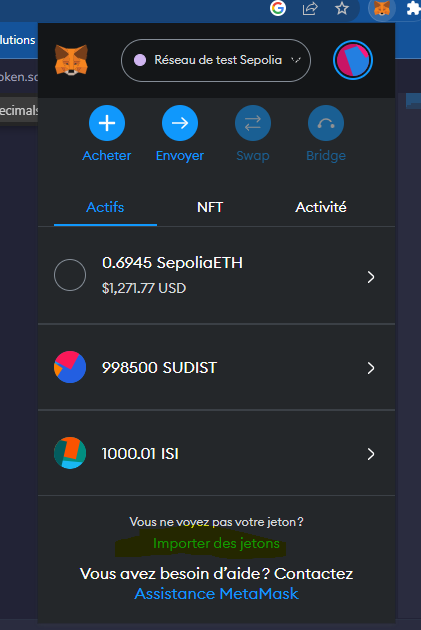 lutions
oken.so
ecimals
Réseau de test Sepolia
Acheter Envoyer Swap Bridge
Actifs NFT Activité
0.6945 SepoliaETH
$1,271.77 USD
998500 SUDIST
1000.01 ISI
Vous ne voyez pas votre jeton ?
Importer des jetons
Vous avez besoin d’aide ? Contactez
Assistance MetaMask